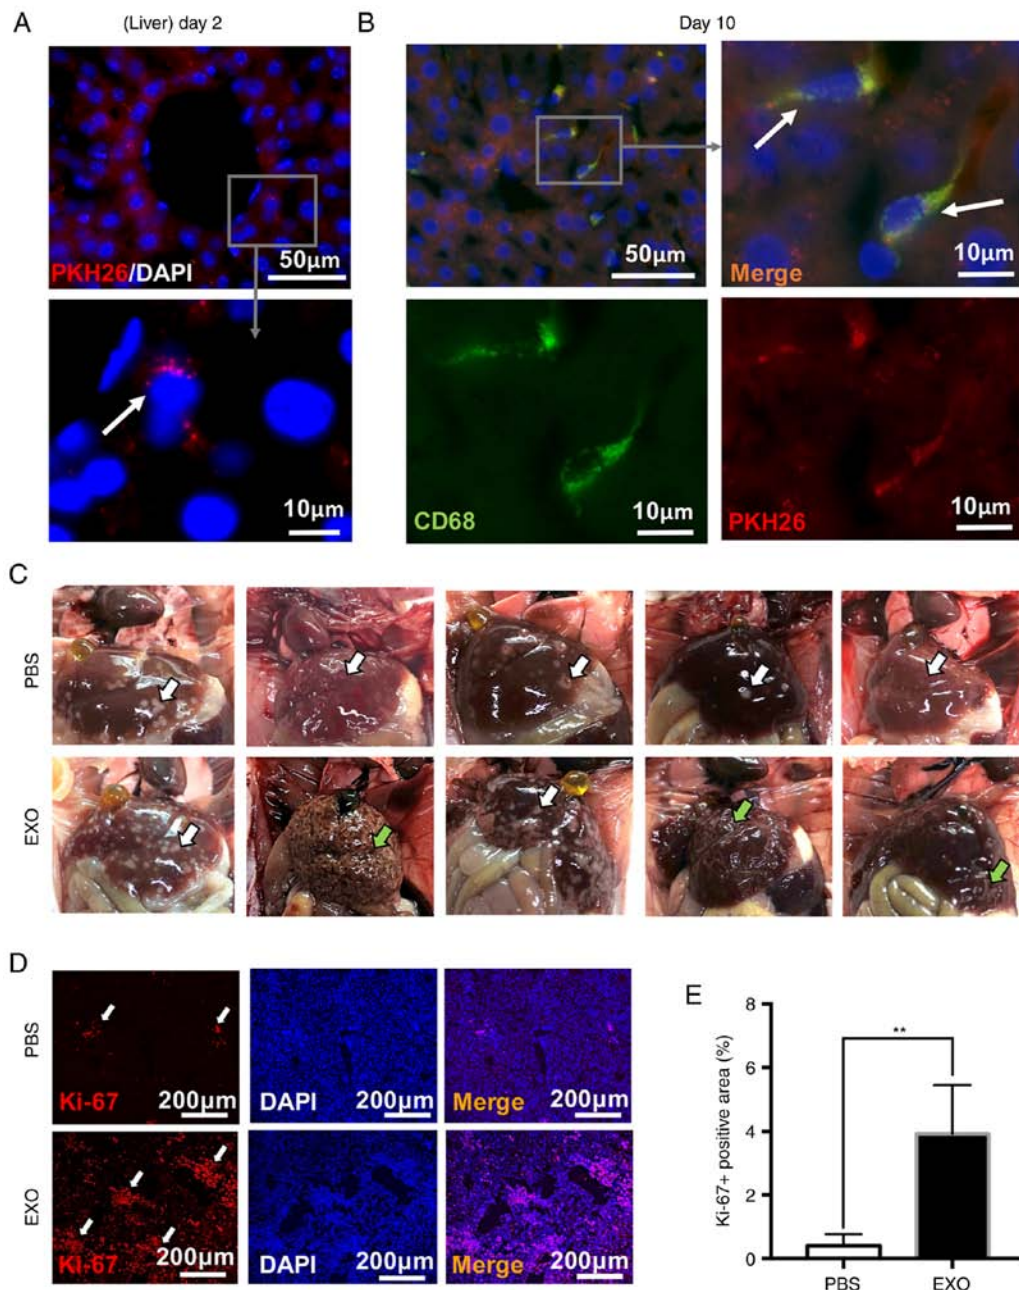 A
(Liver) day 2
PKH26/DAPI
50µm
10µm
B
Day 10
50µm
Merge
10µm
CD68
10µm
PKH26
10µm
C
PBS
EXO
D
PBS
Ki-67
200µm
DAPI
200µm
Merge
200µm
EXO
Ki-67
200µm
DAPI
200µm
Merge
200µm
E
Ki-67+ positive area (%)
8
6
4
2
0
**
PBS
EXO